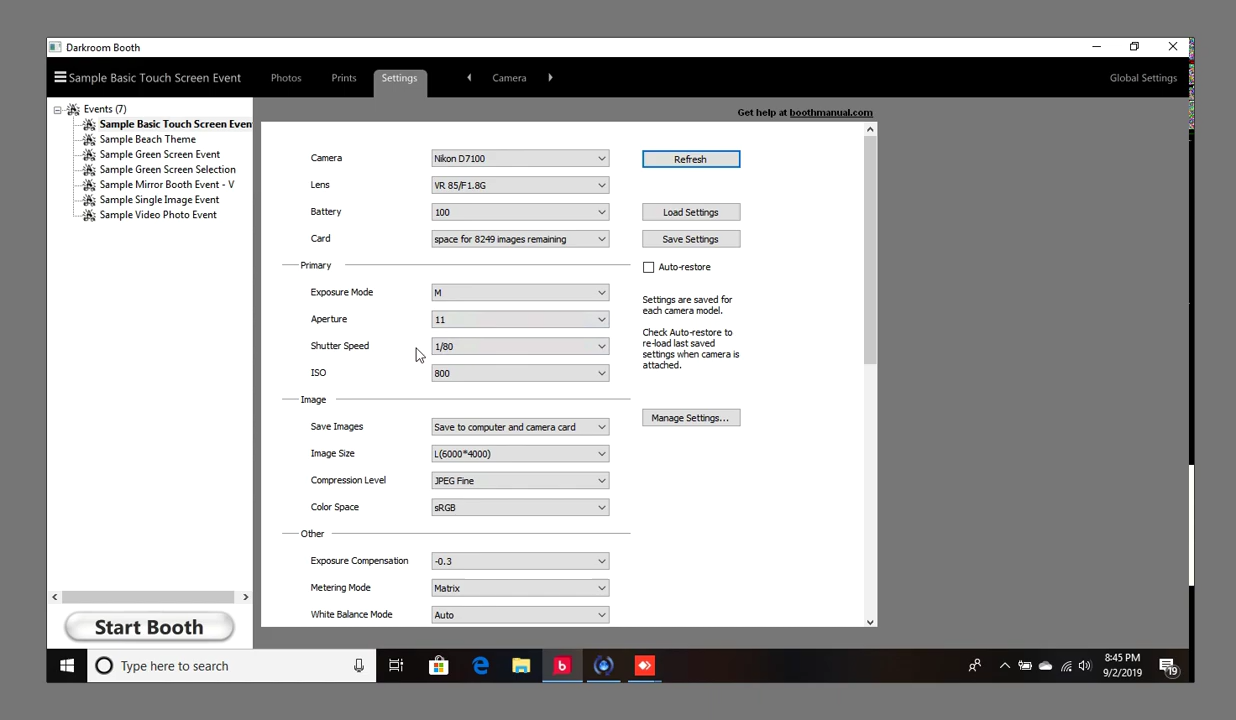 Darkroom Booth
Sample Basic Touch Screen Event
Photos
Prints
Settings
Camera
Global Settings
Events (7)
Sample Basic Touch Screen Even
Sample Beach Theme
Sample Green Screen Event
Sample Green Screen Selection
Sample Mirror Booth Event - V
Sample Single Image Event
Sample Video Photo Event
Start Booth
Get help at boothmanual.com
Camera
Nikon D7100
Refresh
Lens
VR 85/F1.8G
Battery
100
Load Settings
Card
space for 8249 images remaining
Save Settings
Primary
Auto-restore
Exposure Mode
M
Aperture
11
Shutter Speed
1/80
ISO
800
Settings are saved for
each camera model.
Check Auto-restore to
re-load last saved
settings when camera is
attached.
Image
Save Images
Save to computer and camera card
Manage Settings...
Image Size
L(6000*4000)
Compression Level
JPEG Fine
Color Space
sRGB
Other
Exposure Compensation
-0.3
Metering Mode
Matrix
White Balance Mode
Auto
Type here to search
b
8:45 PM
9/2/2019
19